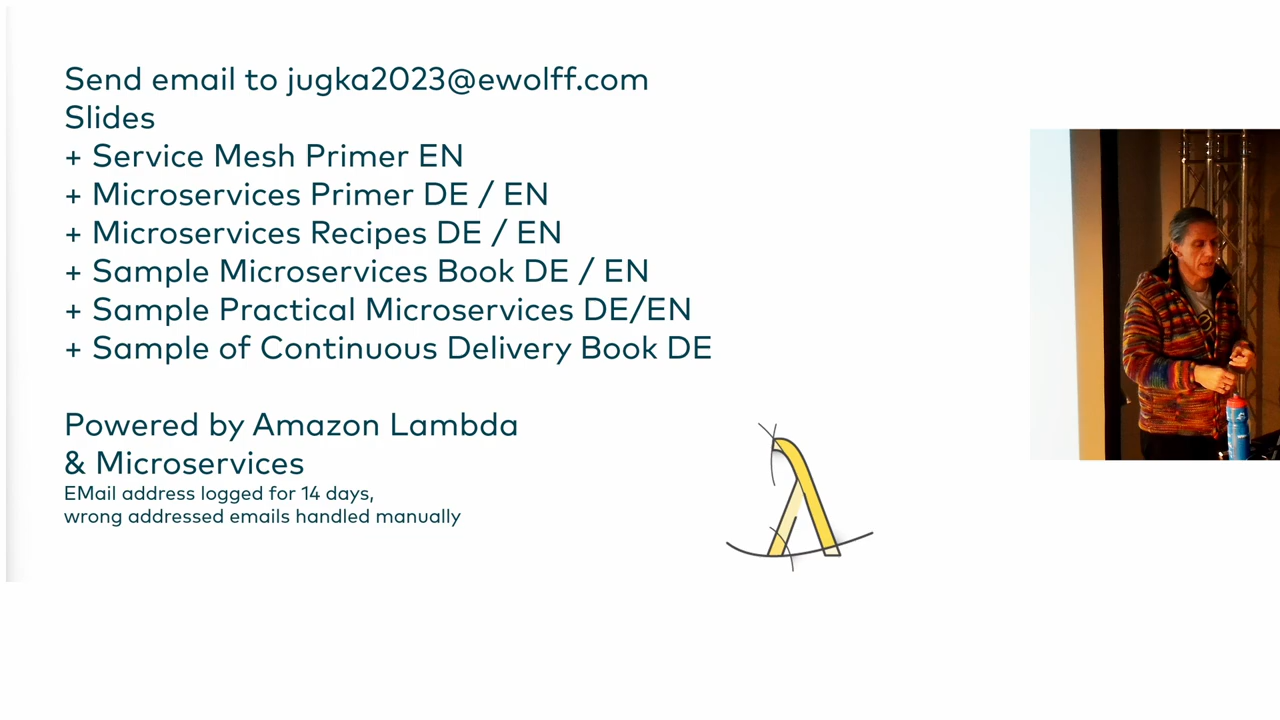 Send email to jugka2023@ewolff.com
Slides
+ Service Mesh Primer EN
+ Microservices Primer DE / EN
+ Microservices Recipes DE / EN
+ Sample Microservices Book DE / EN
+ Sample Practical Microservices DE/EN
+ Sample of Continuous Delivery Book DE
Powered by Amazon Lambda
& Microservices
EMail address logged for 14 days,
wrong addressed emails handled manually